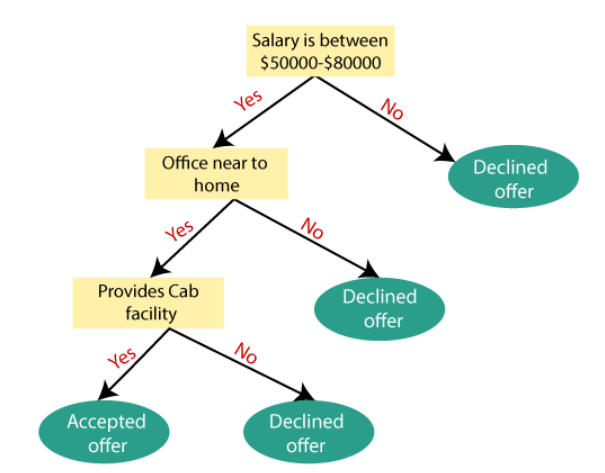 Salary is between
$50000-$80000
Yes
No
Office near to
home
Declined
offer
Yes
No
Provides Cab
facility
Declined
offer
Yes
No
Accepted
offer
Declined
offer